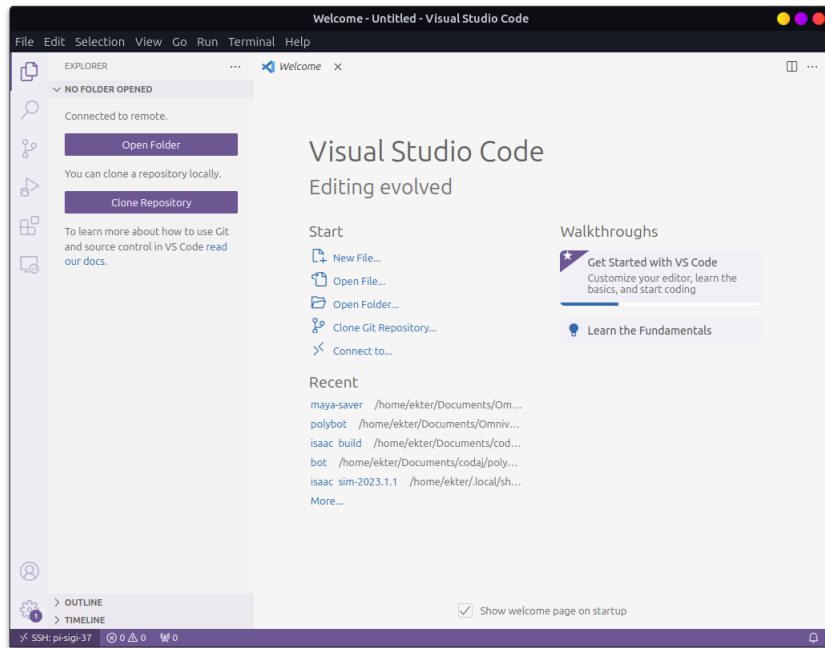 Welcome - Untitled - Visual Studio Code
File Edit Selection View Go Run Terminal Help
EXPLORER
NO FOLDER OPENED
Connected to remote.
Open Folder
You can clone a repository locally.
Clone Repository
To learn more about how to use Git
and source control in VS Code read
our docs.
OUTLINE
TIMELINE
Welcome
Visual Studio Code
Editing evolved
Start
New File...
Open File...
Open Folder...
Clone Git Repository...
Connect to...
Recent
maya-saver /home/ekter/Documents/Om...
polybot /home/ekter/Documents/Omniv...
isaac build /home/ekter/Documents/cod...
bot /home/ekter/Documents/codaj/poly...
isaac sim-2023.1.1 /home/ekter/.local/sh...
More...
Walkthroughs
Get Started with VS Code
Customize your editor, learn the
basics, and start coding
Learn the Fundamentals
Show welcome page on startup
1
SSH: pi-sigi-37 0 0 0